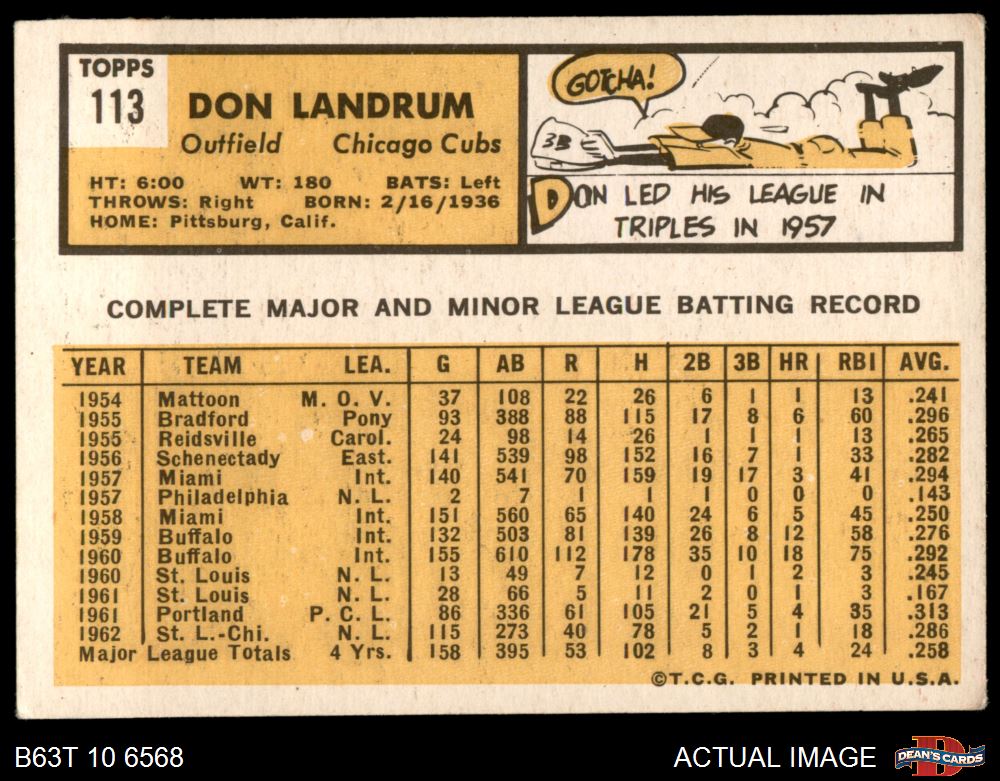 TOPPS
113
DON LANDRUM
Outfield Chicago Cubs
HT: 6:00 WT: 180 BATS: Left
THROWS: Right BORN: 2/16/1936
HOME: Pittsburg, Calif.
GOTCHA!
3B
DON LED HIS LEAGUE IN
TRIPLES IN 1957
COMPLETE MAJOR AND MINOR LEAGUE BATTING RECORD
YEAR TEAM LEA. G AB R H 2B 3B HR RBI AVG.
1954 Mattoon M. O. V. 37 108 22 26 6 1 1 13 .241
1955 Bradford Pony 93 388 88 115 17 8 6 60 .296
1955 Reidsville Carol. 24 98 14 26 1 1 1 13 .265
1956 Schenectady East. 141 539 98 152 16 7 1 33 .282
1957 Miami Int. 140 541 70 159 19 17 3 41 .294
1957 Philadelphia N. L. 2 7 1 1 1 0 0 0 .143
1958 Miami Int. 151 560 65 140 24 6 5 45 .250
1959 Buffalo Int. 132 503 81 139 26 8 12 58 .276
1960 Buffalo Int. 155 610 112 178 35 10 18 75 .292
1960 St. Louis N. L. 13 49 7 12 0 1 2 3 .245
1961 St. Louis N. L. 28 66 5 11 2 0 1 3 .167
1961 Portland P. C. L. 86 336 61 105 21 5 4 35 .313
1962 St. L.-Chi. N. L. 115 273 40 78 5 2 1 18 .286
Major League Totals 4 Yrs. 158 395 53 102 8 3 4 24 .258
©T.C.G. PRINTED IN U.S.A.
B63T 10 6568 ACTUAL IMAGE DEAN'S CARDS